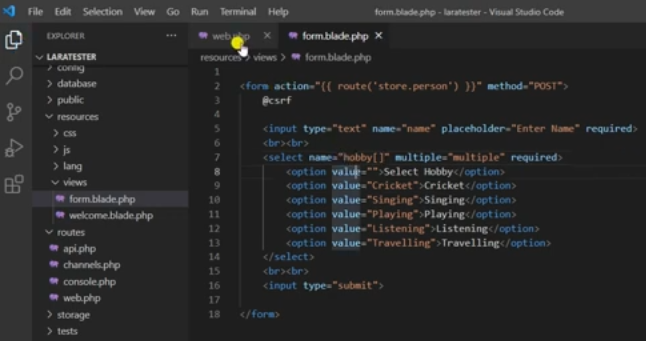 File Edit Selection View Go Run Terminal Help form.blade.php - laratester - Visual Studio Code
EXPLORER ...
LARATESTER
config
database
public
resources
css
js
lang
views
form.blade.php
welcome.blade.php
routes
api.php
channels.php
console.php
web.php
storage
tests
web.php form.blade.php
resources > views > form.blade.php
1
2 <form action="{{ route('store.person') }}" method="POST">
3 @csrf
4
5 <input type="text" name="name" placeholder="Enter Name" required>
6 <br><br>
7 <select name="hobby[]" multiple="multiple" required>
8 <option value="">Select Hobby</option>
9 <option value="Cricket">Cricket</option>
10 <option value="Singing">Singing</option>
11 <option value="Playing">Playing</option>
12 <option value="Listening">Listening</option>
13 <option value="Travelling">Travelling</option>
14 </select>
15 <br><br>
16 <input type="submit">
17
18 </form>